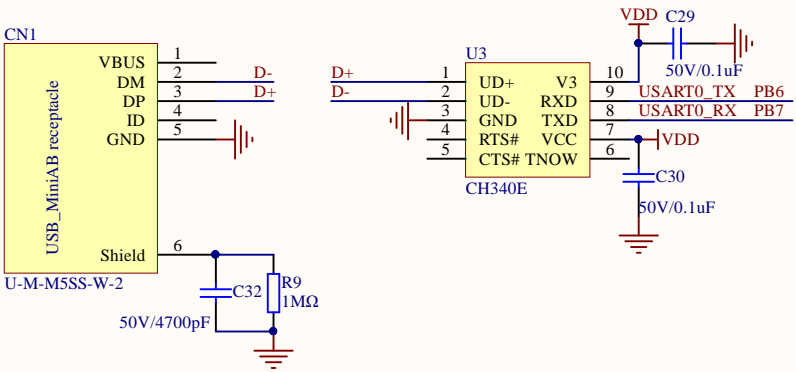 CN1
VBUS 1
DM 2 D-
DP 3 D+
ID 4
GND 5
USB_MiniAB receptacle
Shield 6
U-M-M5SS-W-2
C32
50V/4700pF
R9
1MΩ
U3
D+ 1 UD+ V3 10
D- 2 UD- RXD 9 USART0_TX PB6
3 GND TXD 8 USART0_RX PB7
4 RTS# VCC 7 VDD
5 CTS# TNOW 6
CH340E
VDD
C29
50V/0.1uF
C30
50V/0.1uF